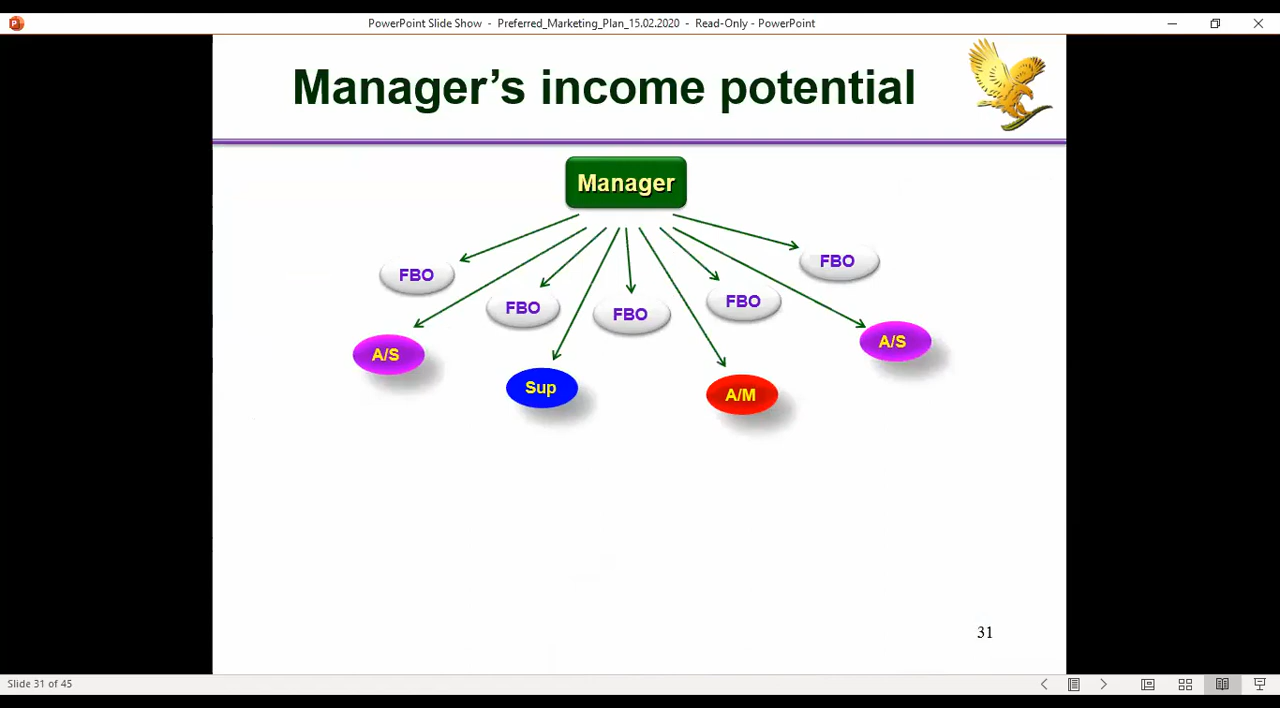 PowerPoint Slide Show - Preferred_Marketing_Plan_15.02.2020 - Read-Only - PowerPoint
Manager’s income potential
Manager
FBO
FBO
FBO
FBO
FBO
A/S
Sup
A/M
A/S
31
Slide 31 of 45